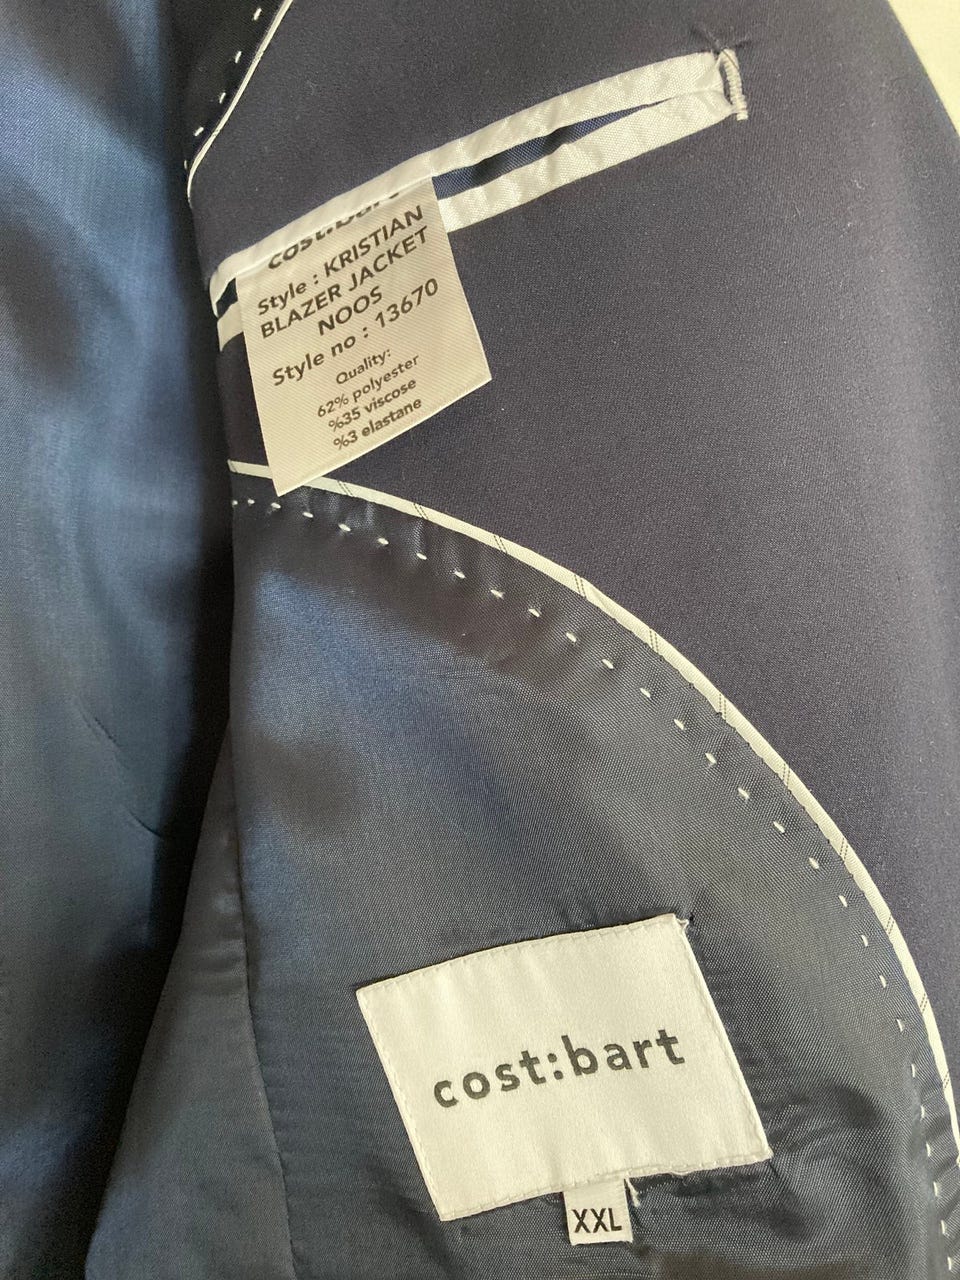 cost:bart
Style : KRISTIAN
BLAZER JACKET
NOOS
Style no : 13670
Quality:
62% polyester
%35 viscose
%3 elastane
cost:bart
XXL